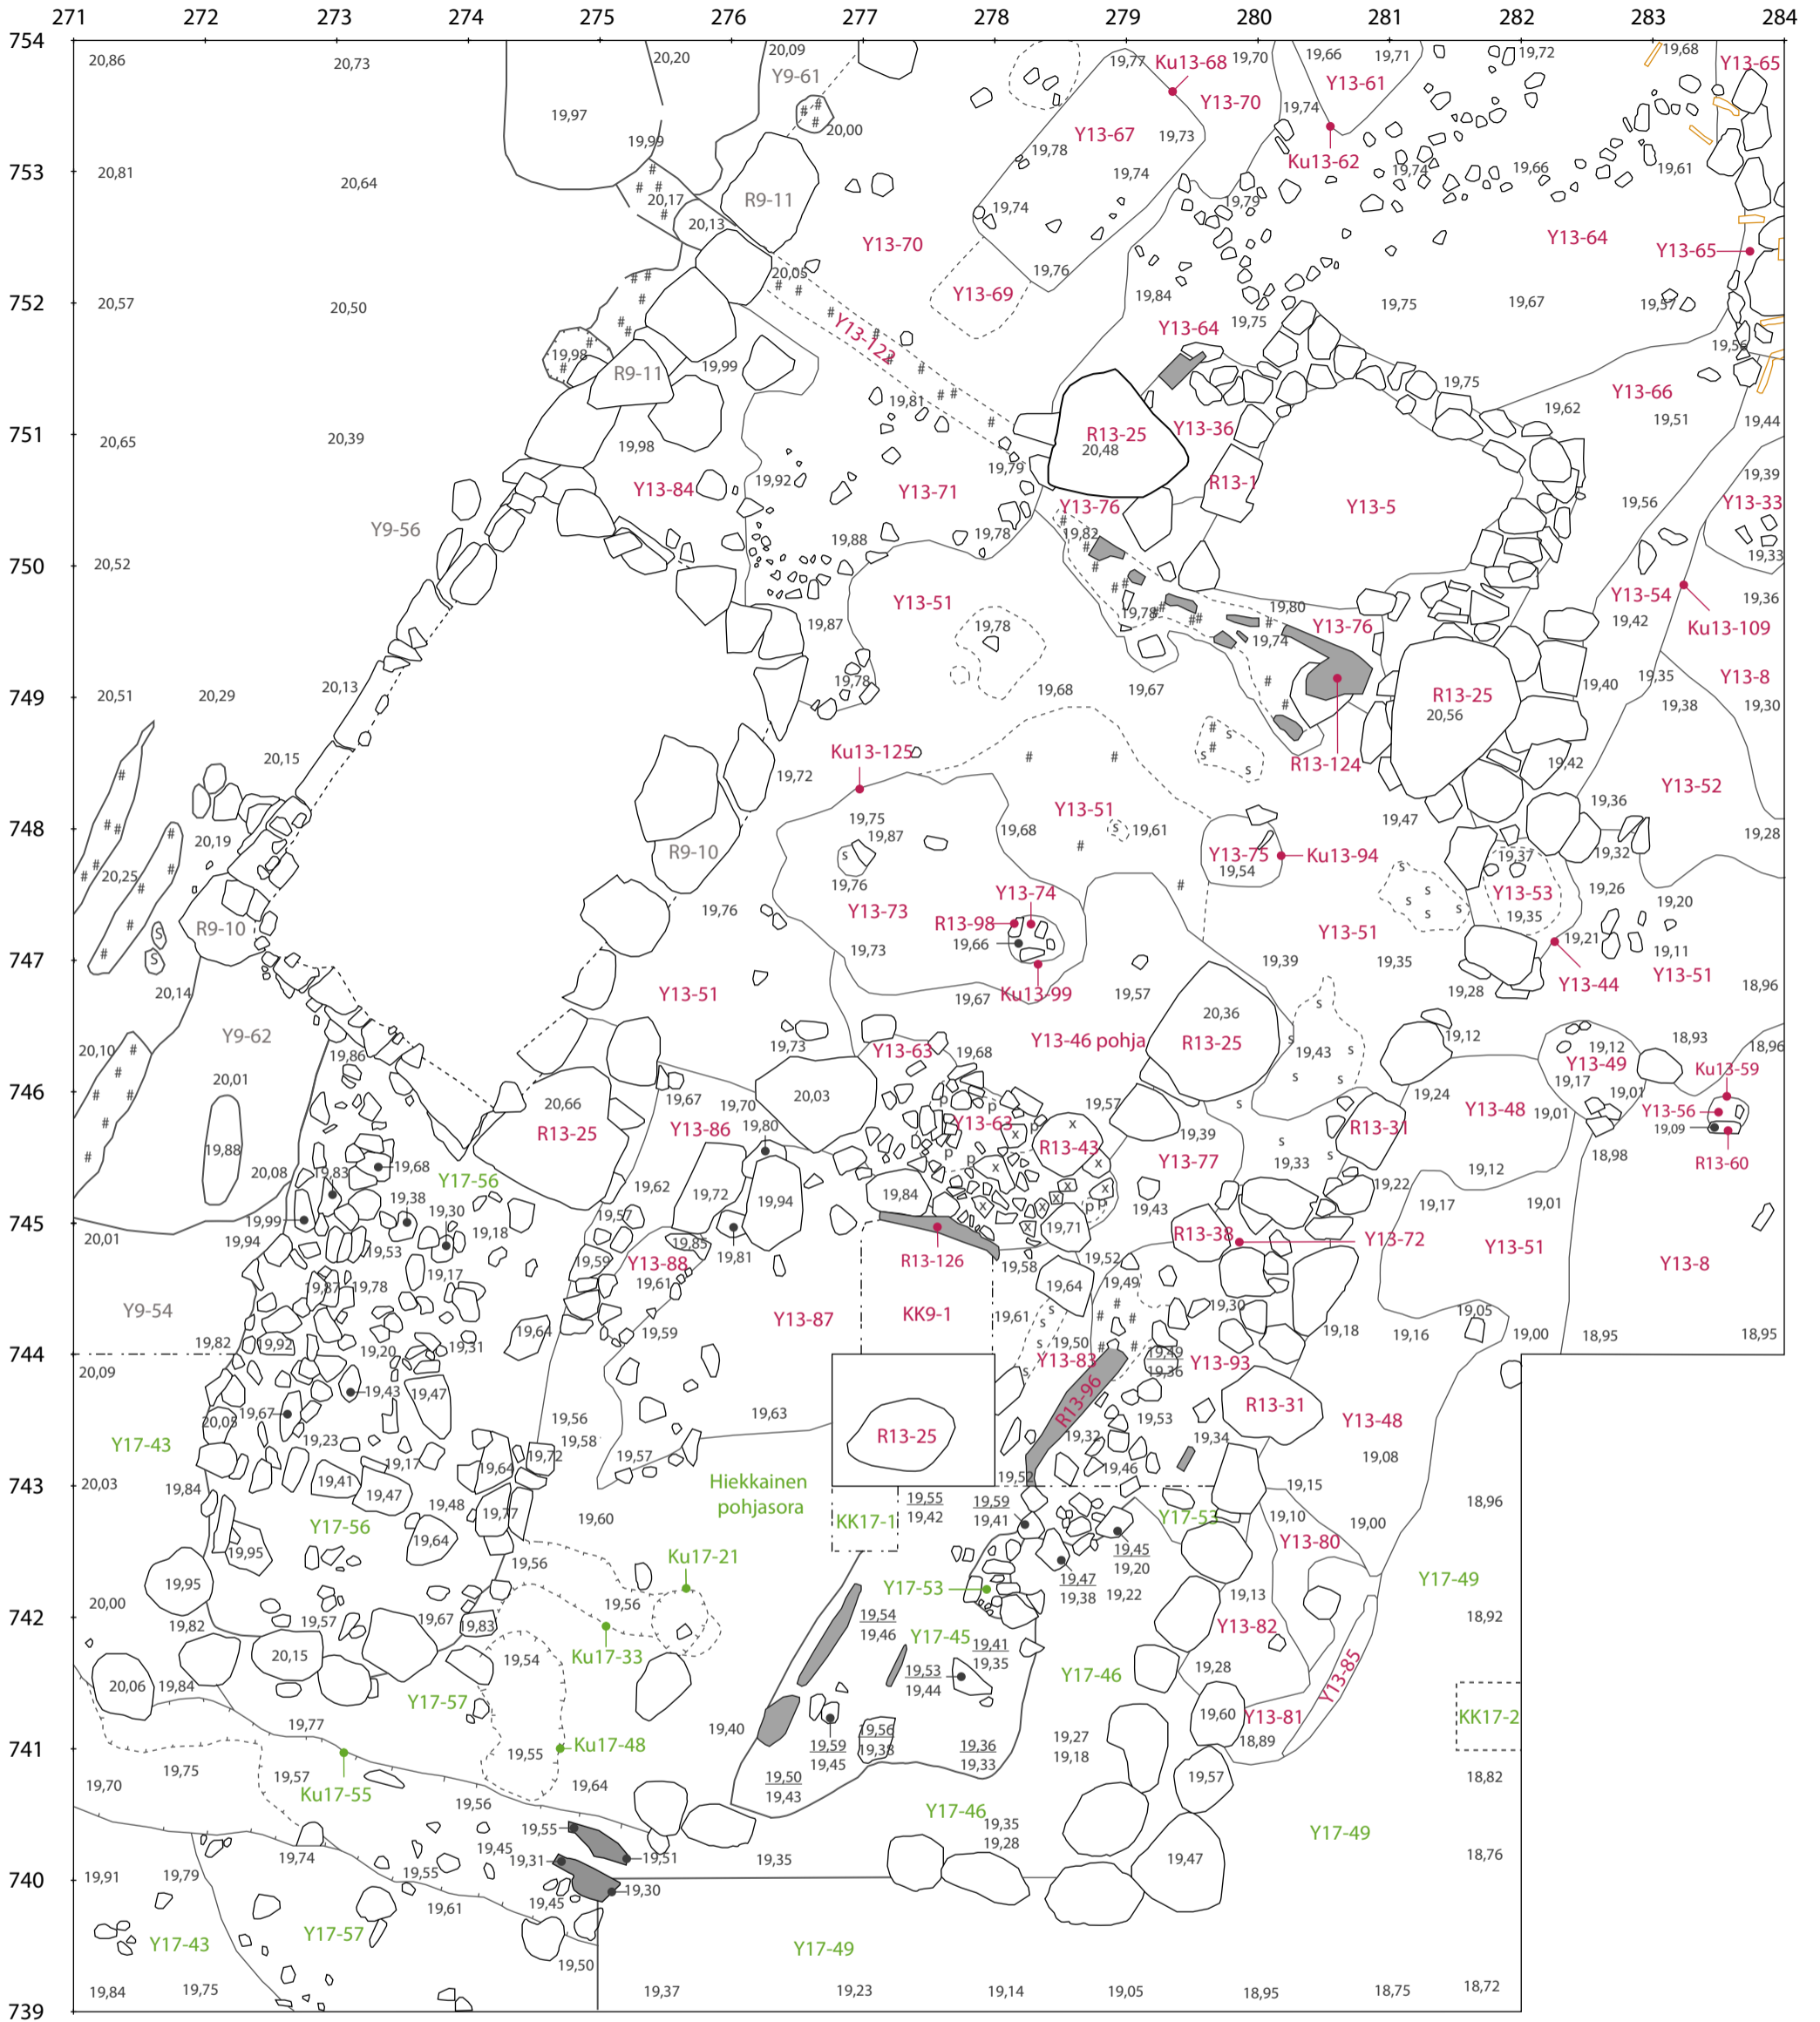 271 272 273 274 275 276 277 278 279 280 281 282 283 284
754
20,86 20,73 20,20 20,09 19,77 Ku13-68 19,70 19,66 19,71 19,72 19,68 Y13-65
Y9-61 Y13-61
19,97 20,00 Y13-70 19,74
19,99 Y13-67 19,73 Ku13-62
19,78
753
20,81 20,64 19,74 19,74 19,66 19,61
20,17 R9-11 19,79
20,13 19,74
Y13-70 Y13-64 Y13-65
20,05 19,76
Y13-69 19,84
752
20,57 20,50 19,75 19,75 19,67 19,57
Y13-122 Y13-64
19,98 19,99 19,56
R9-11 19,75 Y13-66
19,81 19,62 19,51 19,44
751
20,65 20,39 19,98 R13-25 Y13-36
20,48
19,92 19,79 R13-1 19,39
Y13-84 Y13-71 Y13-76 Y13-5 19,56 Y13-33
Y9-56 19,88 19,78 19,82
750
20,52 19,33
Y13-51 19,78 19,80 Y13-54 19,36
19,87 19,78 19,74 Y13-76 19,42 Ku13-109
749
20,51 20,29 20,13 19,78 19,68 19,67 R13-25 19,40 19,35 Y13-8
20,56 19,38 19,30
20,15 19,72 Ku13-125 R13-124 19,42
Y13-52
748
19,75 Y13-51 19,36
20,19 19,87 19,68 19,61 19,47 19,28
20,25 R9-10 19,76 Y13-75 Ku13-94 19,37 19,32
19,54 Y13-53 19,26
R9-10 19,76 Y13-73 Y13-74 19,35 19,20
R13-98 Y13-51
747
19,73 19,66 19,39 19,35 19,21 19,11
20,14 Y13-51 19,67 Ku13-99 19,57 19,28 Y13-44 Y13-51 18,96
20,36
Y9-62 19,73 Y13-46 pohja R13-25 19,12 18,93
20,10 19,86 Y13-63 19,68 19,43 19,12 18,96
Y13-49 Ku13-59
746
20,01 20,66 19,67 19,70 20,03 19,57 19,24 19,17 19,01
R13-25 Y13-86 19,80 Y13-63 R13-43 19,39 R13-31 Y13-48 19,01 Y13-56
19,09
19,88 19,83 19,68 Y13-77 19,33 18,98 R13-60
20,08 Y17-56 19,62 19,72 19,94 19,84 19,12
19,38 19,30 19,22 19,17 19,01
745
19,99 19,57 19,71 19,43
20,01 19,94 19,53 19,18 19,85 19,81 R13-126 19,52 R13-38 Y13-72 Y13-51 Y13-8
19,17 19,59 Y13-88 19,58
19,87 19,78 19,61 19,64 19,49
Y9-54 19,64 19,59 Y13-87 KK9-1 19,61 19,30 19,05
19,82 19,92 19,20 19,31 19,50 19,18 19,16 19,00 18,95 18,95
744
20,09 Y13-83 19,49 Y13-93
19,36
19,43 19,47 R13-96 R13-31
20,05 19,67 19,56 19,63 19,53 Y13-48
Y17-43 19,23 19,58 R13-25 19,32 19,34 19,08
19,17 19,64 19,72 19,57 19,46
743
20,03 19,84 19,41 19,47 Hiekkainen 19,52 19,15
pohjasora
19,48 19,77 19,60 19,55 19,59 19,10 18,96
Y17-56 KK17-1 19,42 19,41 Y17-53 19,00
19,64 Y13-80
19,95 19,56 Ku17-21 19,45
19,20
19,95 Y17-53 19,47 Y17-49
19,38 19,22 19,13
742
20,00 19,56 19,54 18,92
19,82 19,57 19,67 19,83 19,46 Y17-45 19,41 Y13-82
19,35
20,15 19,54 Ku17-33 19,53 Y17-46 19,28
20,06 19,84 19,44 Y13-85
Y17-57 19,60 Y13-81 KK17-2
19,77 19,40 19,56 19,27
741
19,55 Ku17-48 19,59 19,38 19,36 19,18 18,89
19,45 19,33
19,70 19,75 19,57 19,64 19,50 19,57 18,82
Ku17-55 19,43
19,56 Y17-46 19,35 Y17-49
19,55 19,28
19,45 19,51
19,74 19,31 19,35 19,47 18,76
740
19,91 19,79 19,55 19,30
19,45
19,61
Y17-43 Y17-57 Y17-49
19,50
19,84 19,75 19,37 19,23 19,14 19,05 18,95 18,75 18,72
739